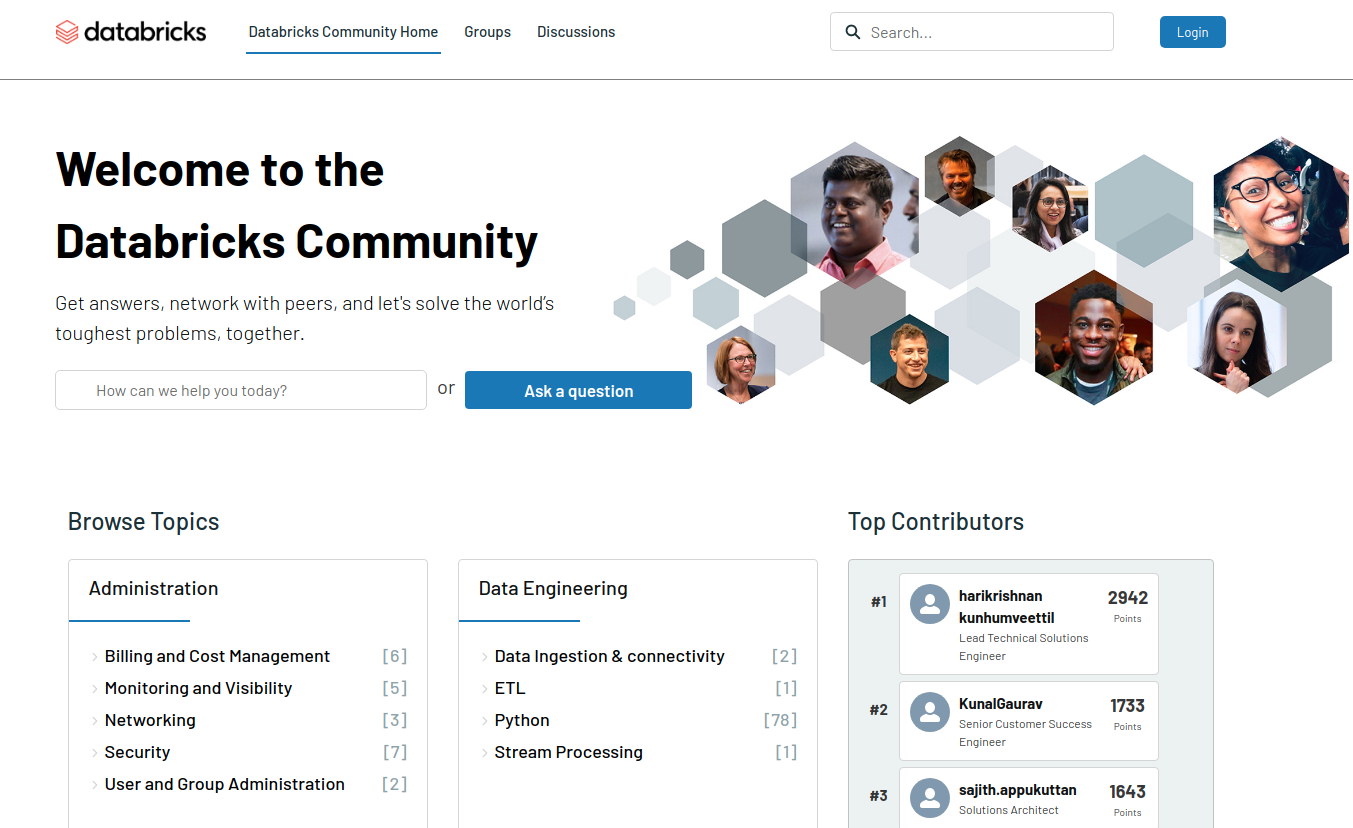 databricks
Databricks Community Home
Groups
Discussions
Search...
Login
Welcome to the
Databricks Community
Get answers, network with peers, and let's solve the world’s
toughest problems, together.
How can we help you today?
or
Ask a question
Browse Topics
Administration
Billing and Cost Management [6]
Monitoring and Visibility [5]
Networking [3]
Security [7]
User and Group Administration [2]
Data Engineering
Data Ingestion & connectivity [2]
ETL [1]
Python [78]
Stream Processing [1]
Top Contributors
#1
harikrishnan
kunhumveettil
Lead Technical Solutions
Engineer
2942
Points
#2
KunalGaurav
Senior Customer Success
Engineer
1733
Points
#3
sajith.appukuttan
Solutions Architect
1643
Points